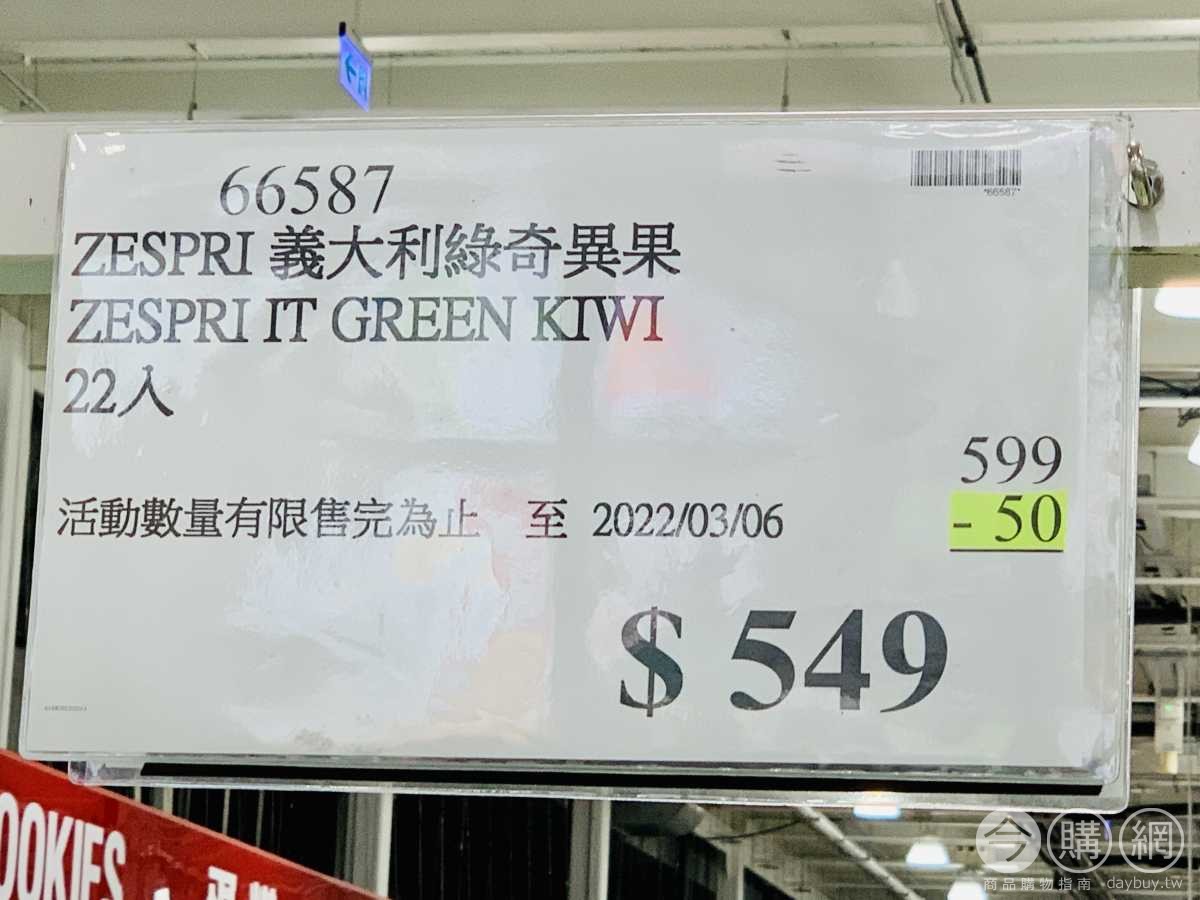 66587
*66587*
ZESPRI 義大利綠奇異果
ZESPRI IT GREEN KIWI
22入
599
- 50
活動數量有限售完為止 至 2022/03/06
$ 549
OOKIES
今購網
商品購物指南 daybuy.tw